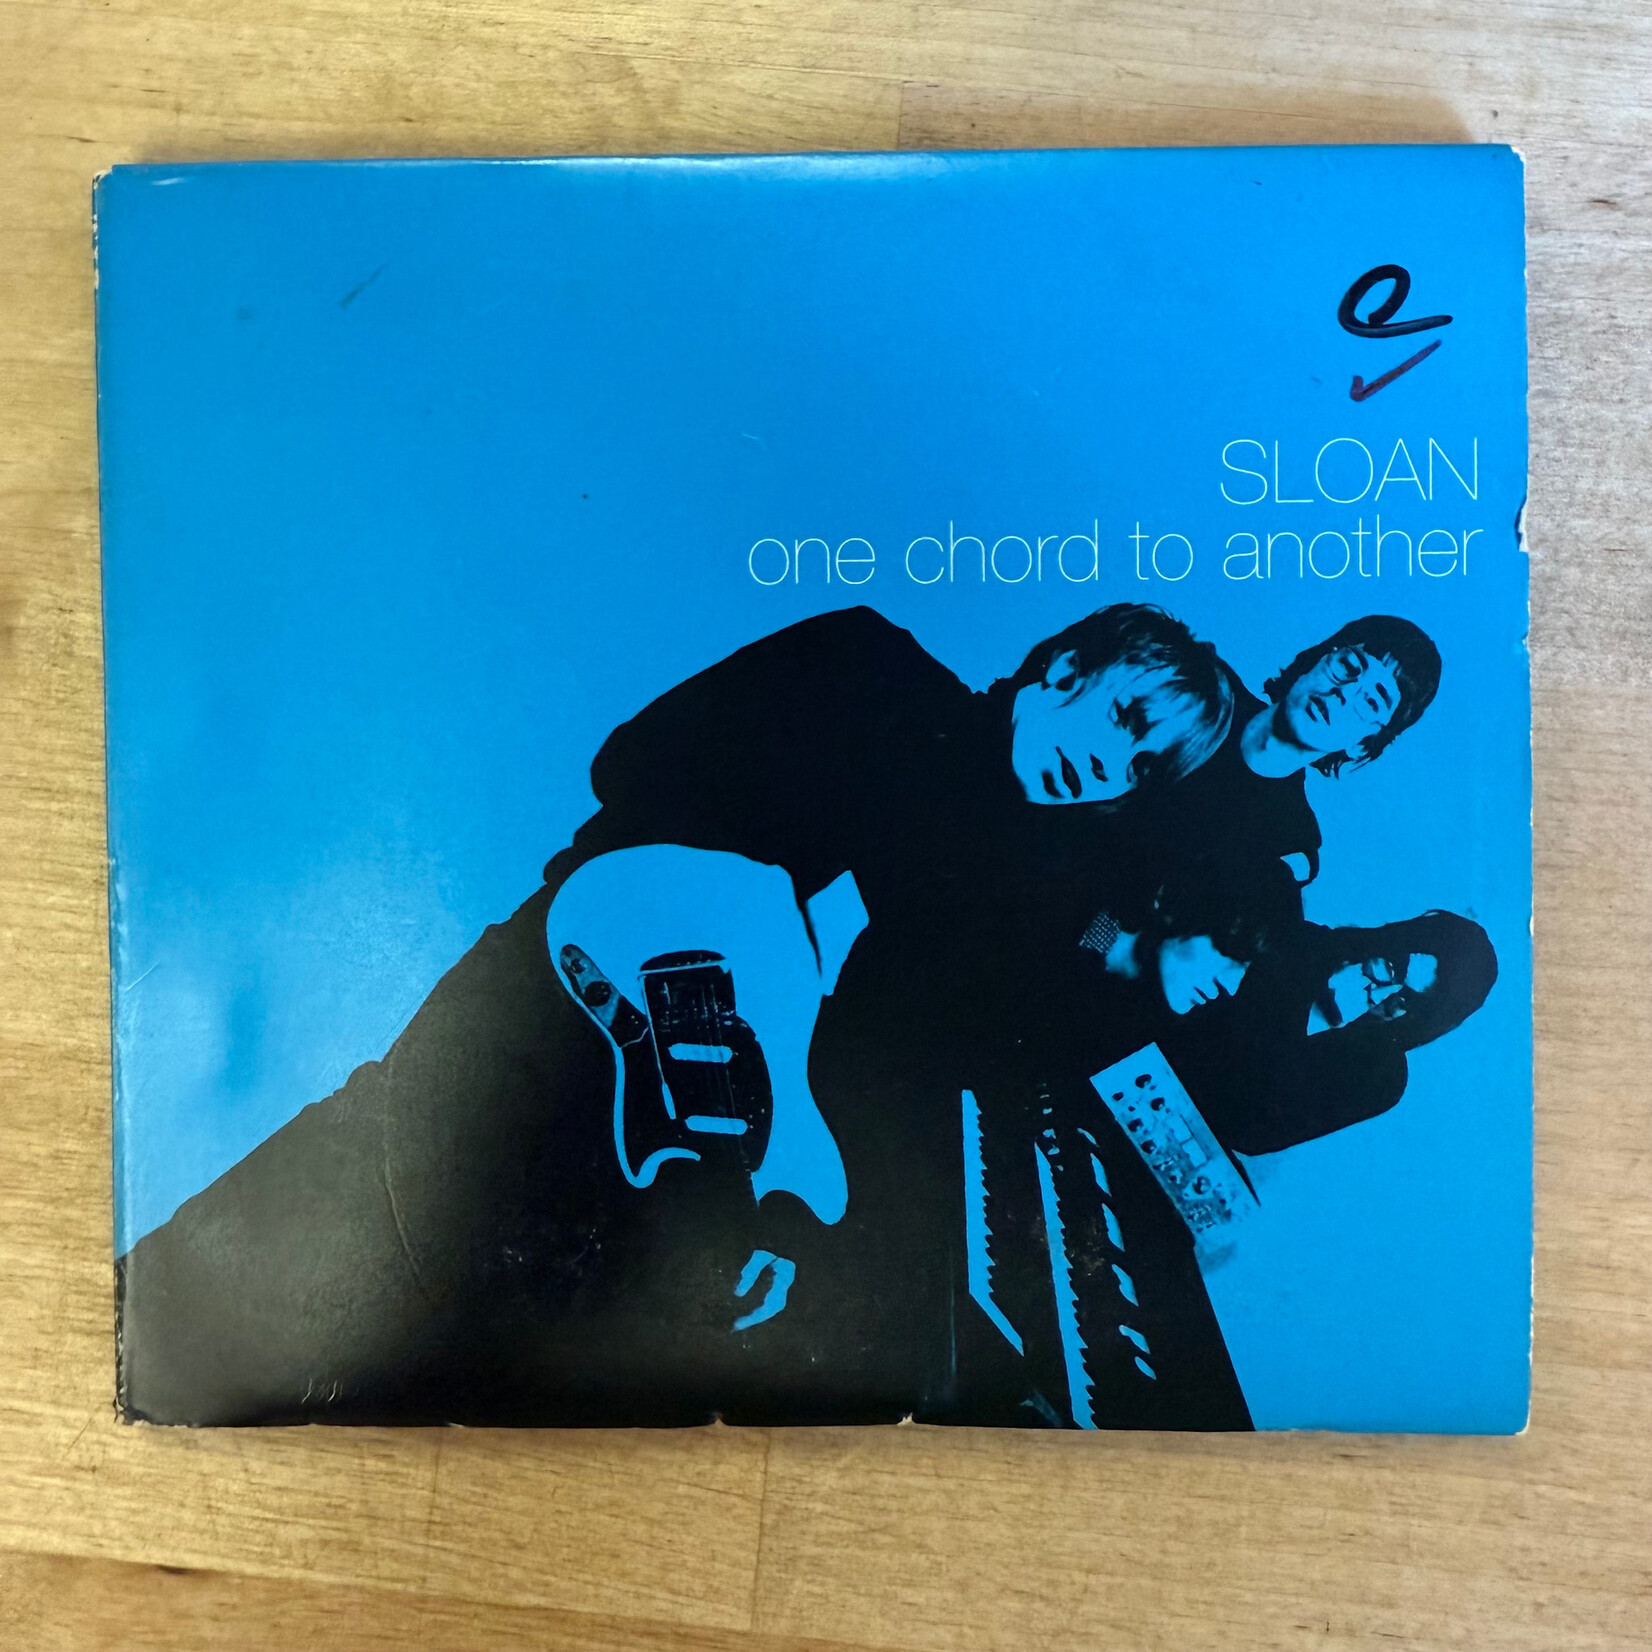 SLOAN
one chord to another